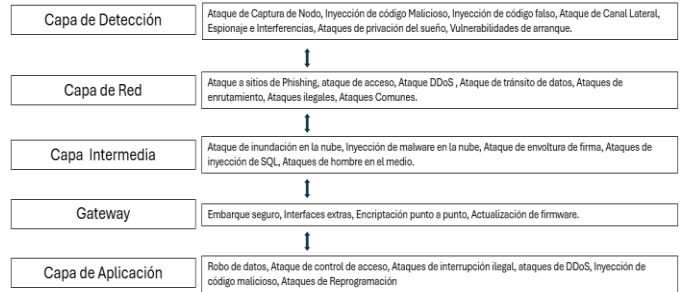 Capa de Detección
Ataque de Captura de Nodo, Inyección de código Malicioso, Inyección de código falso, Ataque de Canal Lateral,
Espionaje e Interferencias, Ataques de privación del sueño, Vulnerabilidades de arranque.
Capa de Red
Ataque a sitios de Phishing, ataque de acceso, Ataque DDoS , Ataque de tránsito de datos, Ataques de
enrutamiento, Ataques ilegales, Ataques Comunes.
Capa Intermedia
Ataque de inundación en la nube, Inyección de malware en la nube, Ataque de envoltura de firma, Ataques de
inyección de SQL, Ataques de hombre en el medio.
Gateway
Embarque seguro, Interfaces extras, Encriptación punto a punto, Actualización de firmware.
Capa de Aplicación
Robo de datos, Ataque de control de acceso, Ataques de interrupción ilegal, ataques de DDoS, Inyección de
código malicioso, Ataques de Reprogramación